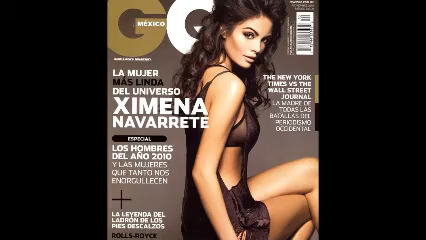 GQ
MÉXICO
LA MUJER
MÁS LINDA
DEL UNIVERSO
XIMENA
NAVARRETE
ESPECIAL
LOS HOMBRES
DEL AÑO 2010
Y LAS MUJERES
QUE TANTO NOS
ENORGULLECEN
+
LA LEYENDA DEL
LADRÓN DE LOS
PIES DESCALZOS
ROLLS-ROYCE
THE NEW YORK
TIMES VS THE
WALL STREET
JOURNAL
LA MADRE DE
TODAS LAS
BATALLAS DEL
PERIODISMO
OCCIDENTAL